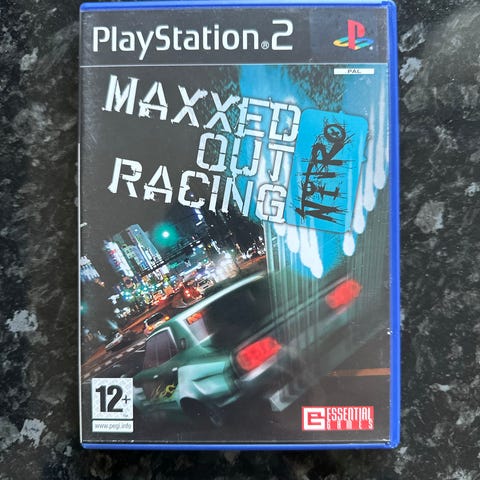 PlayStation®2
PAL
MAXXED
OUT
RACING
NITRO
12+
www.pegi.info
ESSENTIAL
GAMES